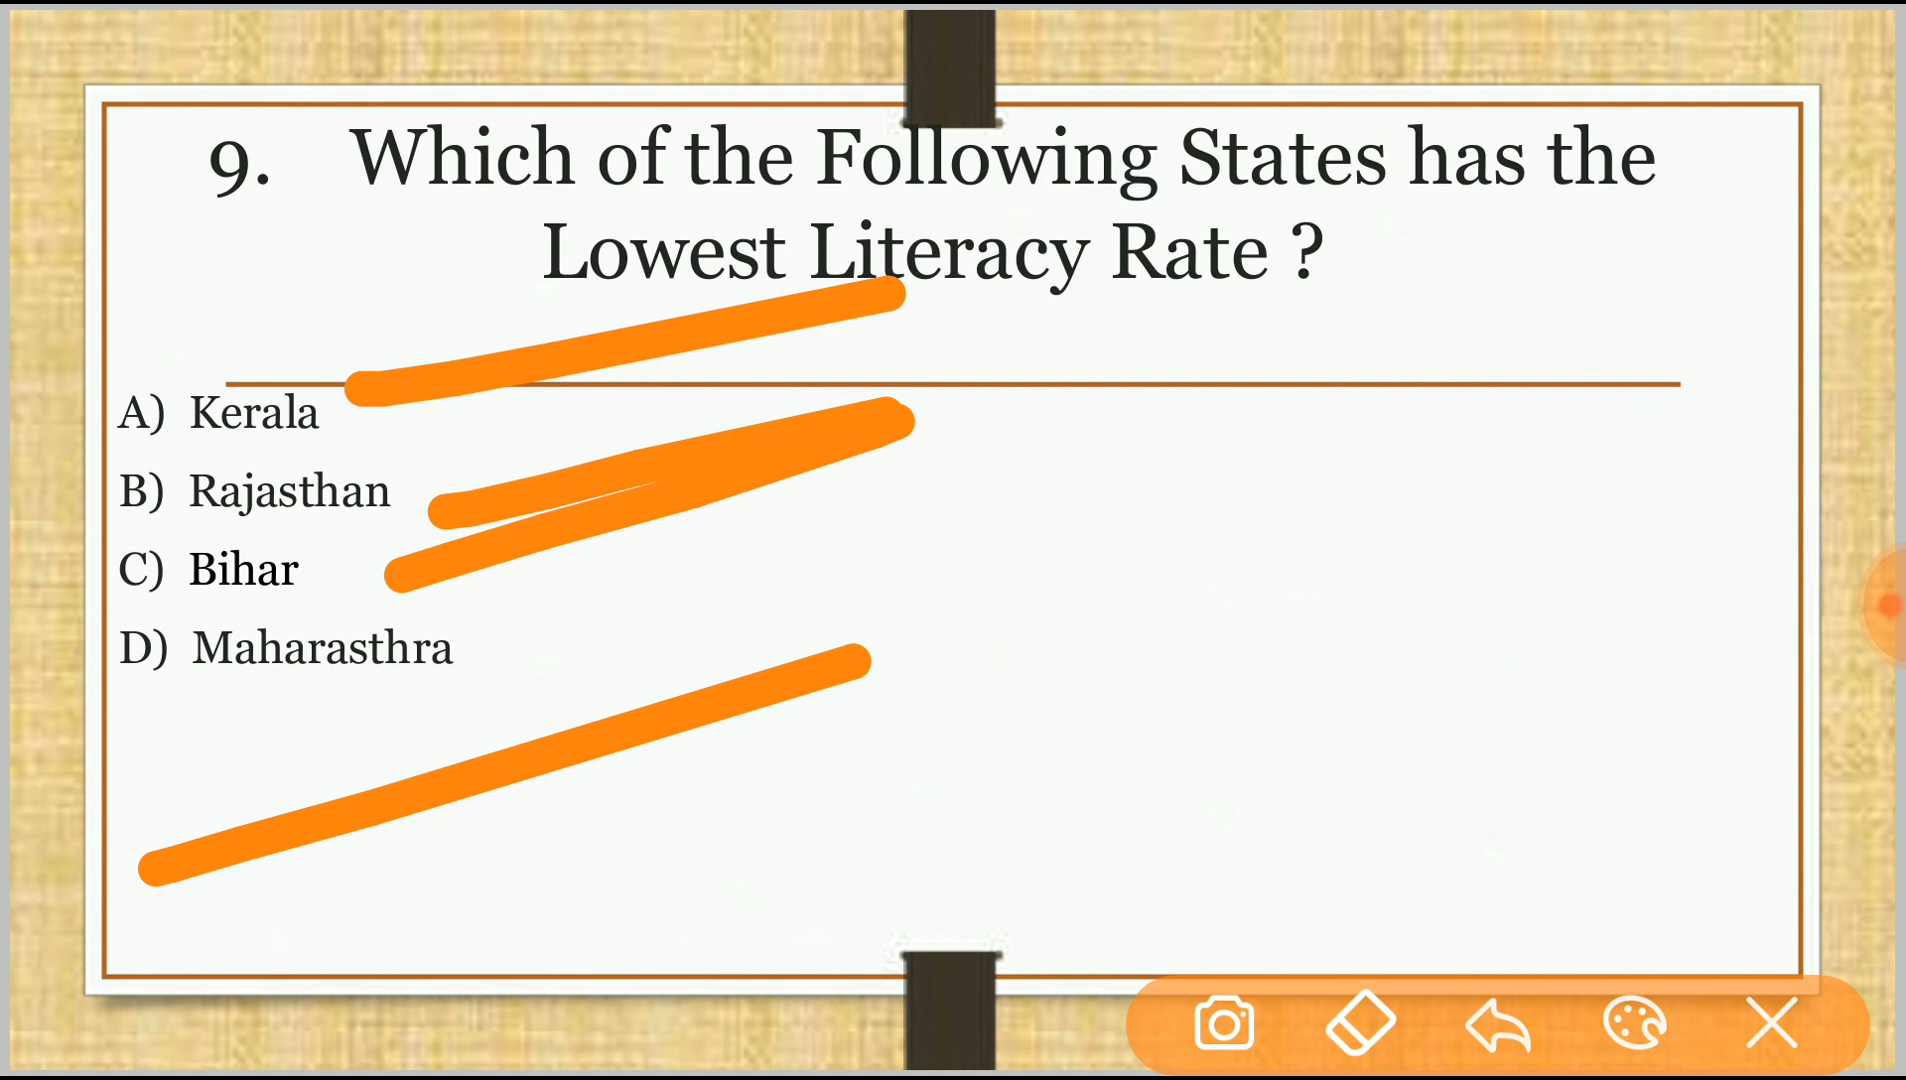 9. Which of the Following States has the
Lowest Literacy Rate ?
A) Kerala
B) Rajasthan
C) Bihar
D) Maharasthra